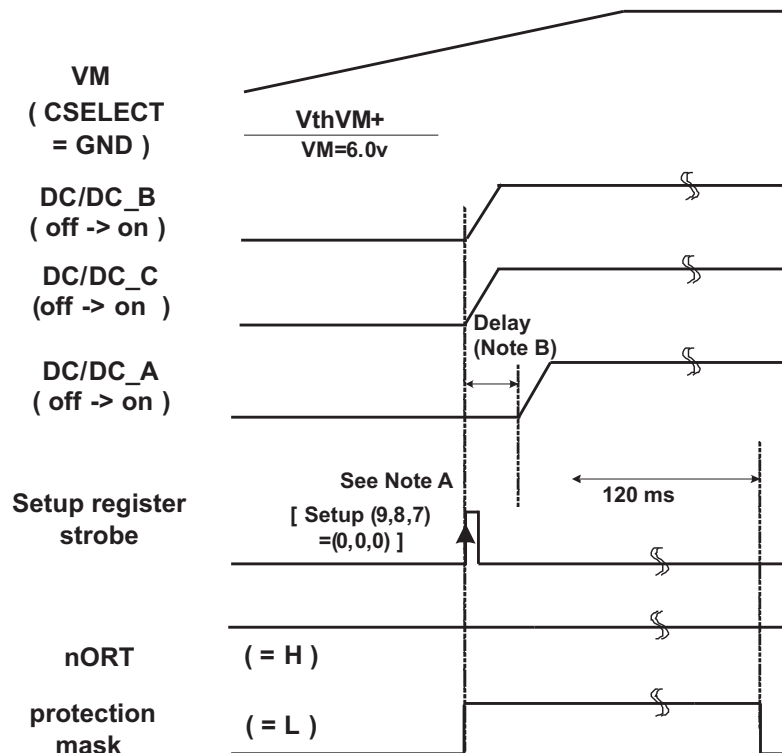 VM
( CSELECT
= GND )
VthVM+
VM=6.0v
DC/DC_B
( off -> on )
DC/DC_C
(off -> on )
Delay
(Note B)
DC/DC_A
( off -> on )
See Note A
120 ms
Setup register
strobe
[ Setup (9,8,7)
=(0,0,0) ]
nORT
( = H )
protection
mask
( = L )